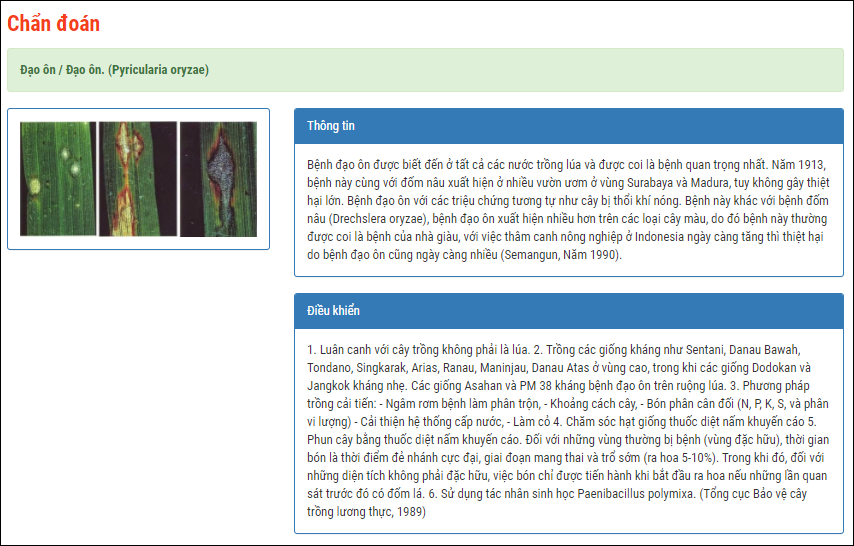 Chẩn đoán
Đạo ôn / Đạo ôn. (Pyricularia oryzae)
Thông tin
Bệnh đạo ôn được biết đến ở tất cả các nước trồng lúa và được coi là bệnh quan trọng nhất. Năm 1913,
bệnh này cùng với đốm nâu xuất hiện ở nhiều vườn ươm ở vùng Surabaya và Madura, tuy không gây thiệt
hại lớn. Bệnh đạo ôn với các triệu chứng tương tự như cây bị thổi khí nóng. Bệnh này khác với bệnh đốm
nâu (Drechslera oryzae), bệnh đạo ôn xuất hiện nhiều hơn trên các loại cây màu, do đó bệnh này thường
được coi là bệnh của nhà giàu, với việc thâm canh nông nghiệp ở Indonesia ngày càng tăng thì thiệt hại
do bệnh đạo ôn cũng ngày càng nhiều (Semangun, Năm 1990).
Điều khiển
1. Luân canh với cây trồng không phải là lúa. 2. Trồng các giống kháng như Sentani, Danau Bawah,
Tondano, Singkarak, Arias, Ranau, Maninjau, Danau Atas ở vùng cao, trong khi các giống Dodokan và
Jangkok kháng nhẹ. Các giống Asahan và PM 38 kháng bệnh đạo ôn trên ruộng lúa. 3. Phương pháp
trồng cải tiến: - Ngâm rơm bệnh làm phân trộn, - Khoảng cách cây, - Bón phân cân đối (N, P, K, S, và phân
vi lượng) - Cải thiện hệ thống cấp nước, - Làm cỏ 4. Chăm sóc hạt giống thuốc diệt nấm khuyến cáo 5.
Phun cây bằng thuốc diệt nấm khuyến cáo. Đối với những vùng thường bị bệnh (vùng đặc hữu), thời gian
bón là thời điểm đẻ nhánh cực đại, giai đoạn mang thai và trổ sớm (ra hoa 5-10%). Trong khi đó, đối với
những diện tích không phải đặc hữu, việc bón chỉ được tiến hành khi bắt đầu ra hoa nếu những lần quan
sát trước đó có đốm lá. 6. Sử dụng tác nhân sinh học Paenibacillus polymixa. (Tổng cục Bảo vệ cây
trồng lương thực, 1989)